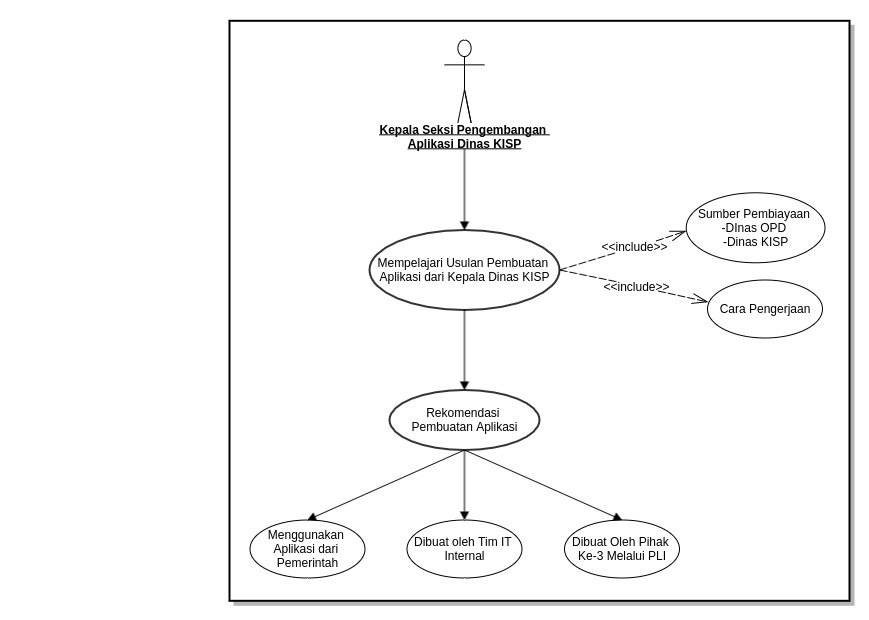 Kepala Seksi Pengembangan
Aplikasi Dinas KISP
Mempelajari Usulan Pembuatan
Aplikasi dari Kepala Dinas KISP
<<include>>
<<include>>
Sumber Pembiayaan
-DInas OPD
-Dinas KISP
Cara Pengerjaan
Rekomendasi
Pembuatan Aplikasi
Menggunakan
Aplikasi dari
Pemerintah
Dibuat oleh Tim IT
Internal
Dibuat Oleh Pihak
Ke-3 Melalui PLI